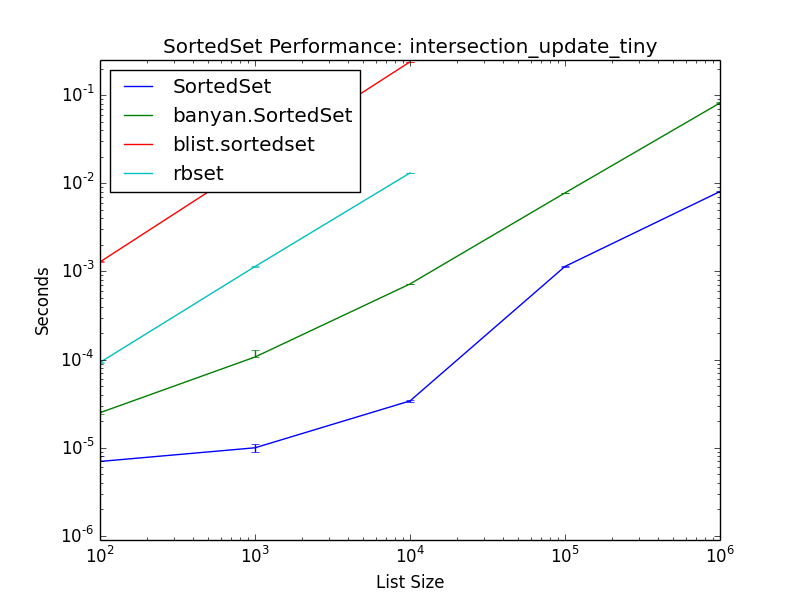 SortedSet Performance: intersection_update_tiny
SortedSet
banyan.SortedSet
blist.sortedset
rbset
10^-1
10^-2
10^-3
10^-4
10^-5
10^-6
Seconds
10^2 10^3 10^4 10^5 10^6
List Size